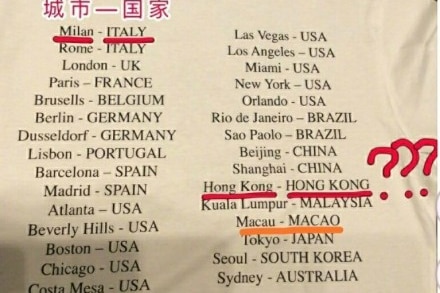 城市—国家
Milan - ITALY
Rome - ITALY
London - UK
Paris – FRANCE
Brusells - BELGIUM
Berlin - GERMANY
Dusseldorf - GERMANY
Lisbon - PORTUGAL
Barcelona – SPAIN
Madrid - SPAIN
Atlanta – USA
Beverly Hills - USA
Boston – USA
Chicago - USA
Costa Mesa - USA
Las Vegas - USA
Los Angeles – USA
Miami - USA
New York – USA
Orlando - USA
Rio de Janeiro – BRAZIL
Sao Paolo – BRAZIL
Beijing - CHINA
Shanghai - CHINA
Hong Kong - HONG KONG
Kuala Lumpur - MALAYSIA
Macau - MACAO
Tokyo - JAPAN
Seoul - SOUTH KOREA
Sydney - AUSTRALIA
???